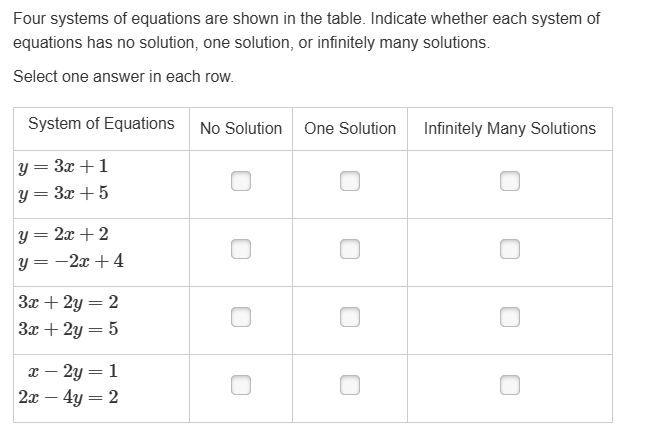 Four systems of equations are shown in the table. Indicate whether each system of
equations has no solution, one solution, or infinitely many solutions.
Select one answer in each row.
System of Equations No Solution One Solution Infinitely Many Solutions
y = 3x + 1
y = 3x + 5
y = 2x + 2
y = −2x + 4
3x + 2y = 2
3x + 2y = 5
x − 2y = 1
2x − 4y = 2